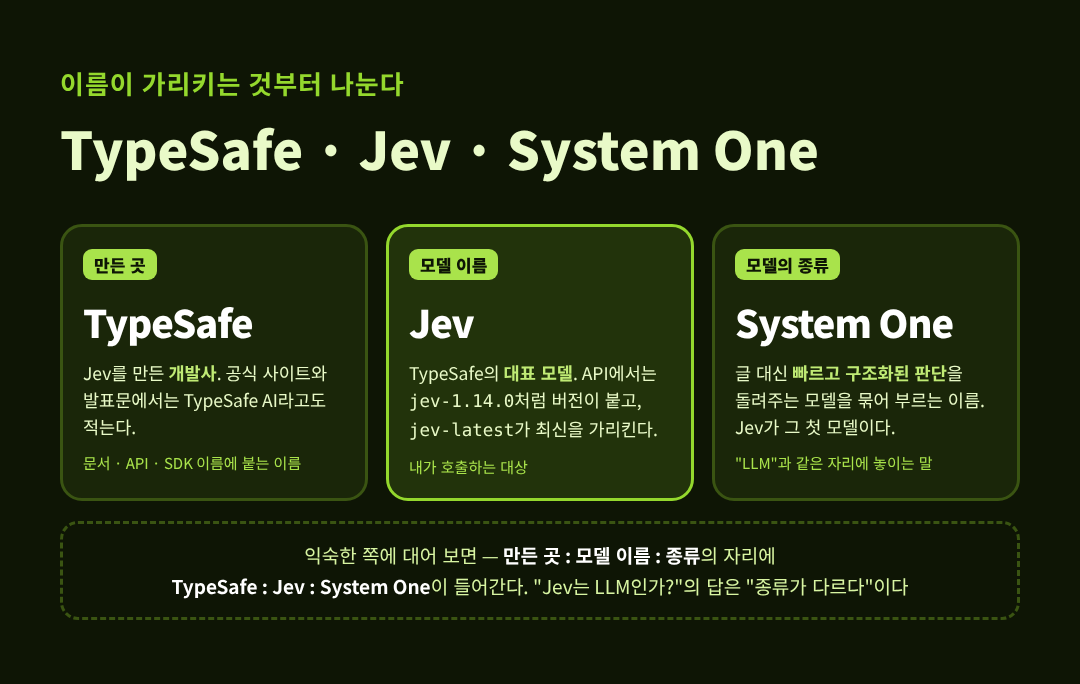 이름이 가리키는 것부터 나눈다
TypeSafe · Jev · System One
만든 곳
TypeSafe
Jev를 만든 개발사. 공식 사이트와
발표문에서는 TypeSafe AI라고도
적는다.
문서 · API · SDK 이름에 붙는 이름
모델 이름
Jev
TypeSafe의 대표 모델. API에서는
jev-1.14.0처럼 버전이 붙고,
jev-latest가 최신을 가리킨다.
내가 호출하는 대상
모델의 종류
System One
글 대신 빠르고 구조화된 판단을
돌려주는 모델을 묶어 부르는 이름.
Jev가 그 첫 모델이다.
"LLM"과 같은 자리에 놓이는 말
익숙한 쪽에 대어 보면 — 만든 곳 : 모델 이름 : 종류의 자리에
TypeSafe : Jev : System One이 들어간다. "Jev는 LLM인가?"의 답은 "종류가 다르다"이다